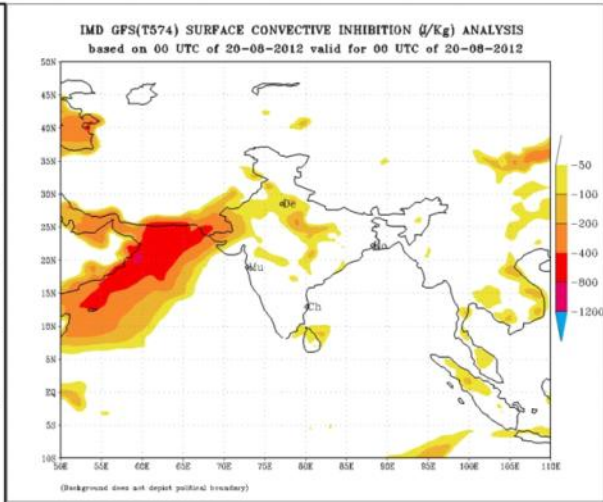 IMD GFS(T574) SURFACE CONVECTIVE INHIBITION (J/Kg) ANALYSIS
based on 00 UTC of 20-08-2012 valid for 00 UTC of 20-08-2012
50N
45N
40N
35N
30N
25N
20N
15N
10N
5N
EQ
5S
10S
De
Ko
Mu
Ch
-50
-100
-200
-400
-800
-1200
50E 55E 60E 65E 70E 75E 80E 85E 90E 95E 100E 105E 110E
(Background does not depict political boundary)